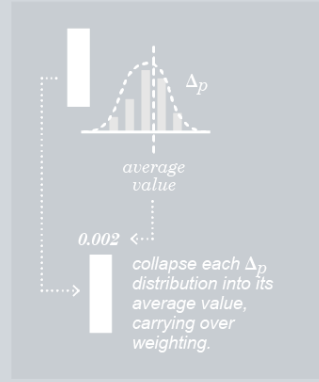 Δp
average
value
0.002
collapse each Δp
distribution into its
average value,
carrying over
weighting.